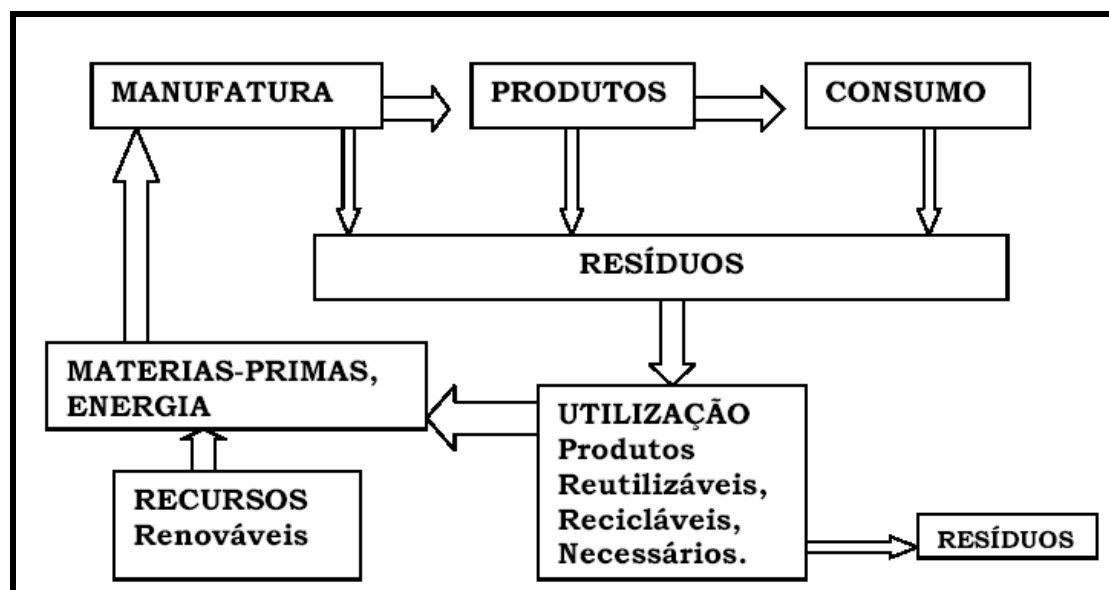 MANUFATURA
PRODUTOS
CONSUMO
RESÍDUOS
MATERIAS-PRIMAS,
ENERGIA
UTILIZAÇÃO
Produtos
Reutilizáveis,
Recicláveis,
Necessários.
RECURSOS
Renováveis
RESÍDUOS